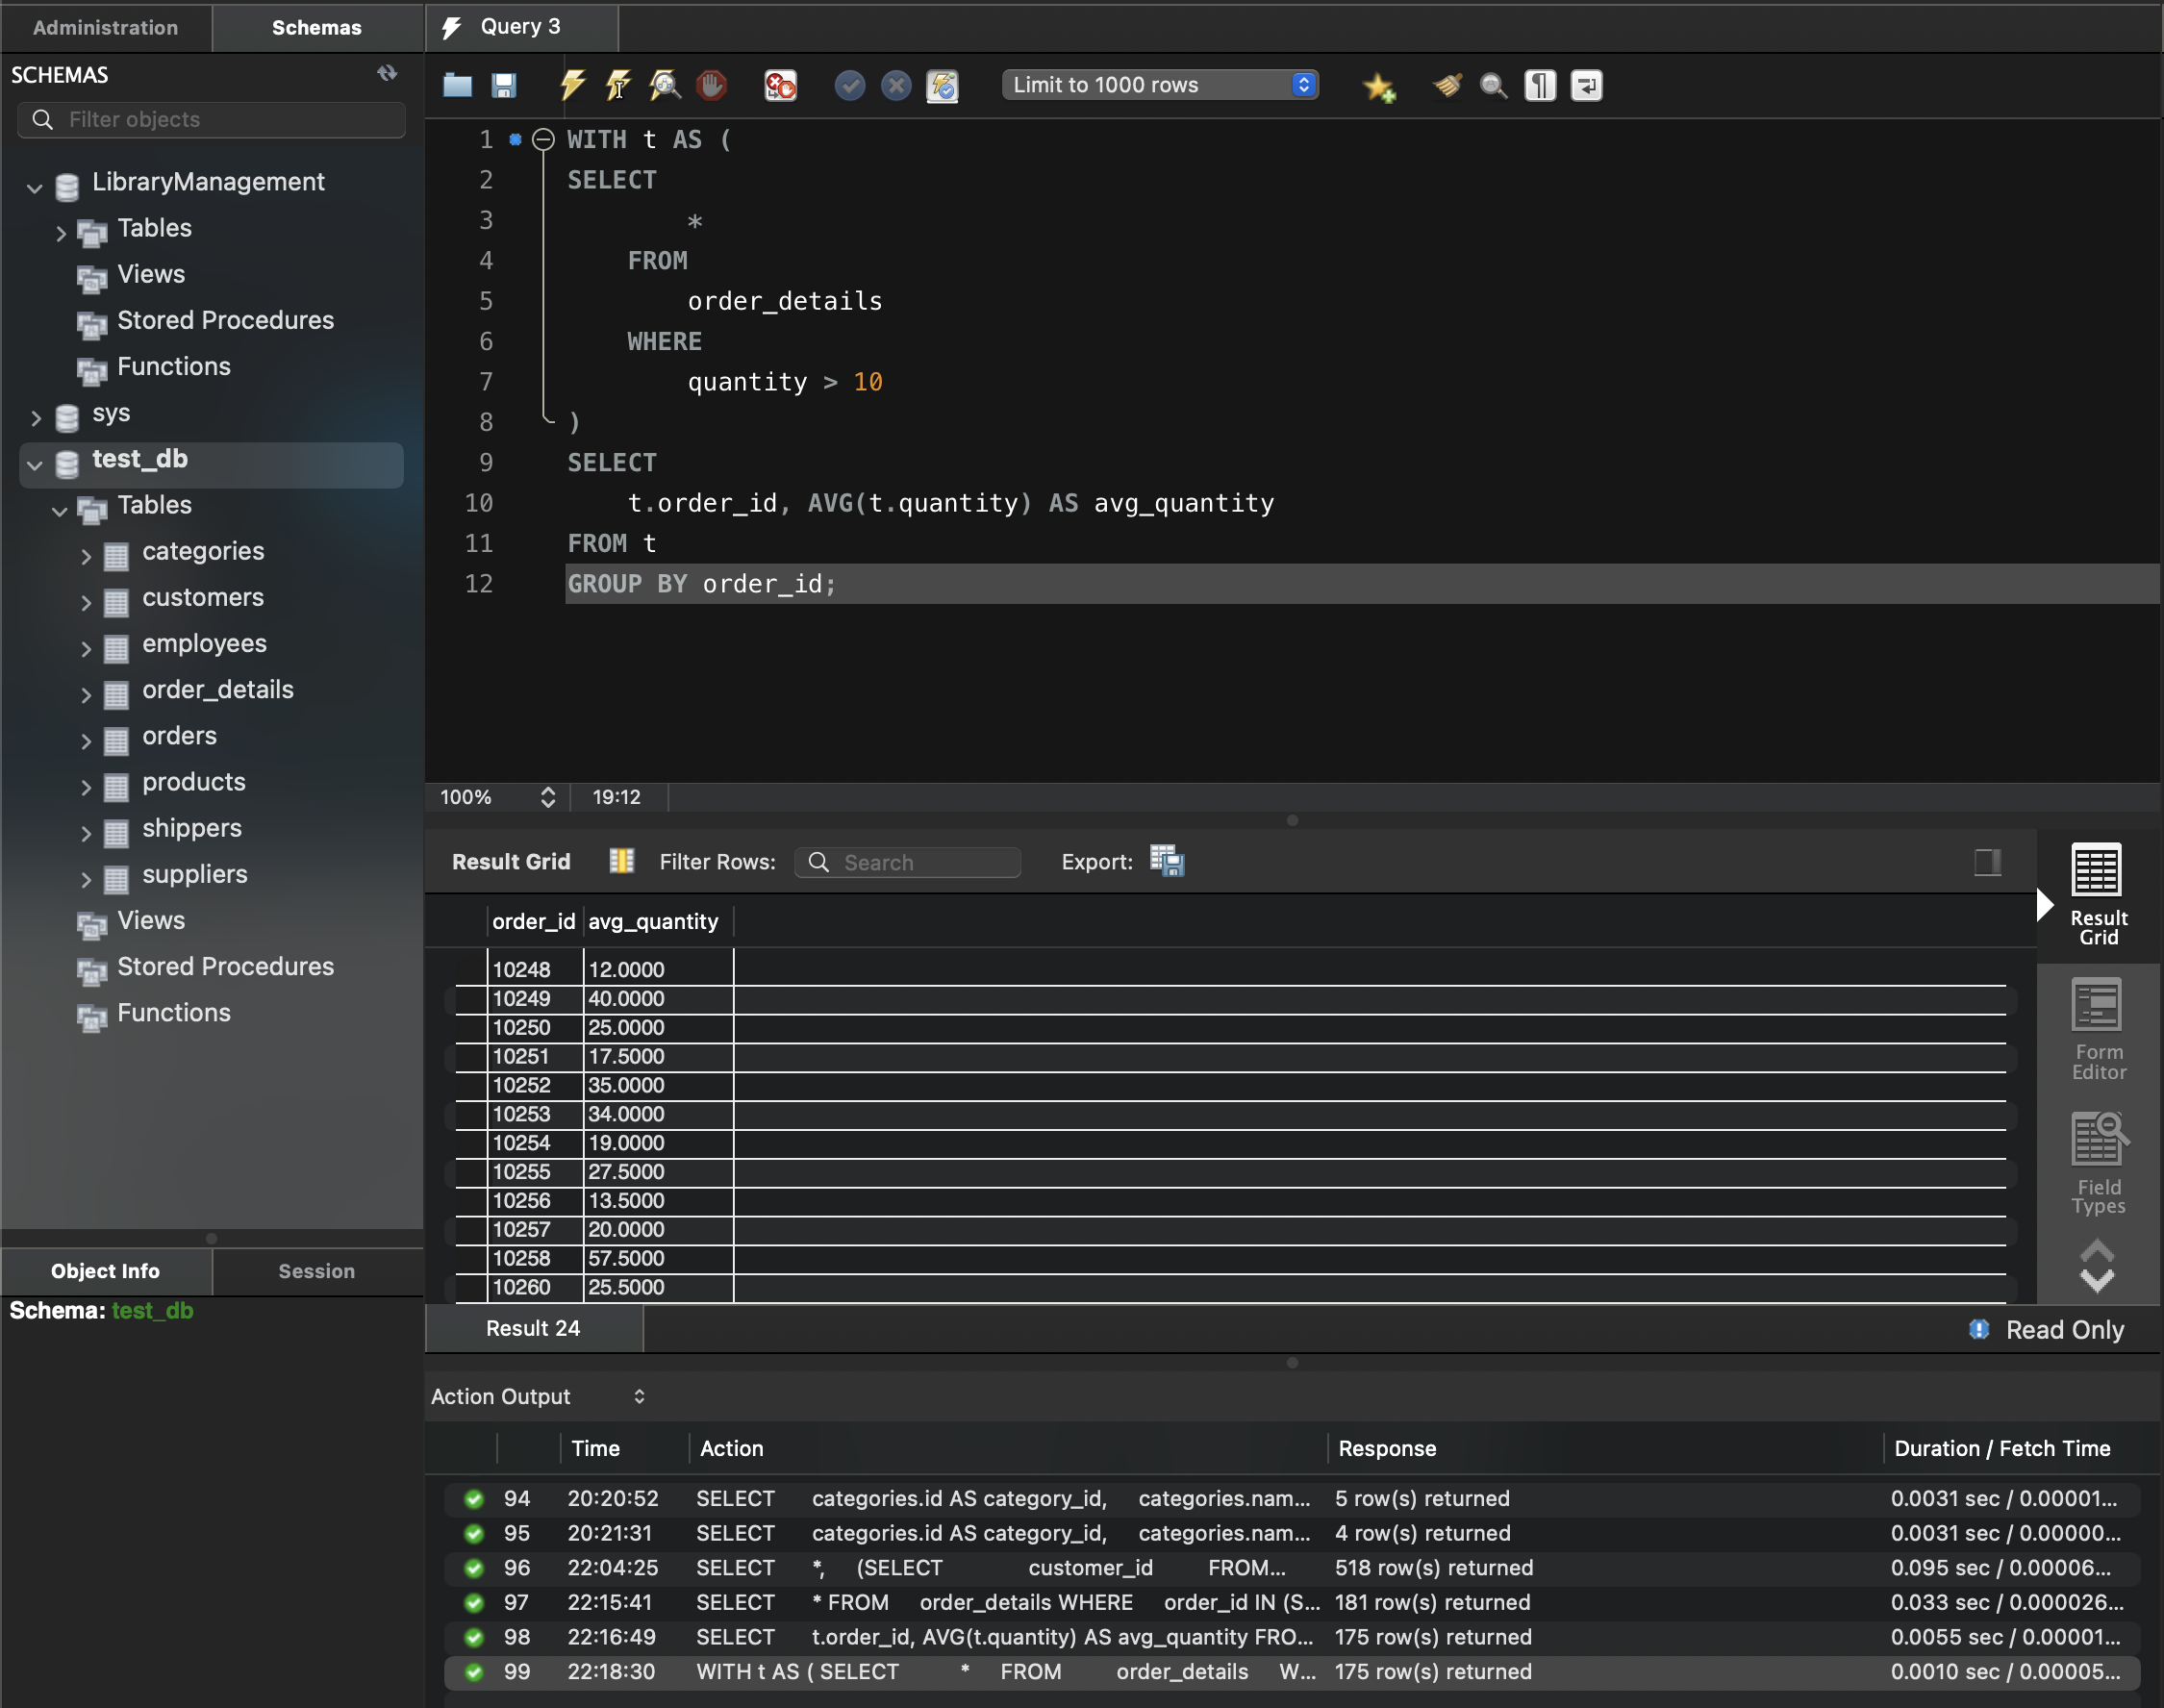 Administration Schemas
SCHEMAS
Filter objects
LibraryManagement
Tables
Views
Stored Procedures
Functions
sys
test_db
Tables
categories
customers
employees
order_details
orders
products
shippers
suppliers
Views
Stored Procedures
Functions
Object Info Session
Schema: test_db
Query 3
Limit to 1000 rows
1 WITH t AS (
2 SELECT
3 *
4 FROM
5 order_details
6 WHERE
7 quantity > 10
8 )
9 SELECT
10 t.order_id, AVG(t.quantity) AS avg_quantity
11 FROM t
12 GROUP BY order_id;
100% 19:12
Result Grid Filter Rows: Search Export:
order_id avg_quantity
10248 12.0000
10249 40.0000
10250 25.0000
10251 17.5000
10252 35.0000
10253 34.0000
10254 19.0000
10255 27.5000
10256 13.5000
10257 20.0000
10258 57.5000
10260 25.5000
Result
Grid
Form
Editor
Field
Types
Result 24 Read Only
Action Output
Time Action Response Duration / Fetch Time
94 20:20:52 SELECT categories.id AS category_id, categories.nam... 5 row(s) returned 0.0031 sec / 0.00001...
95 20:21:31 SELECT categories.id AS category_id, categories.nam... 4 row(s) returned 0.0031 sec / 0.00000...
96 22:04:25 SELECT *, (SELECT customer_id FROM... 518 row(s) returned 0.095 sec / 0.00006...
97 22:15:41 SELECT * FROM order_details WHERE order_id IN (S... 181 row(s) returned 0.033 sec / 0.000026...
98 22:16:49 SELECT t.order_id, AVG(t.quantity) AS avg_quantity FRO... 175 row(s) returned 0.0055 sec / 0.00001...
99 22:18:30 WITH t AS ( SELECT * FROM order_details W... 175 row(s) returned 0.0010 sec / 0.00005...